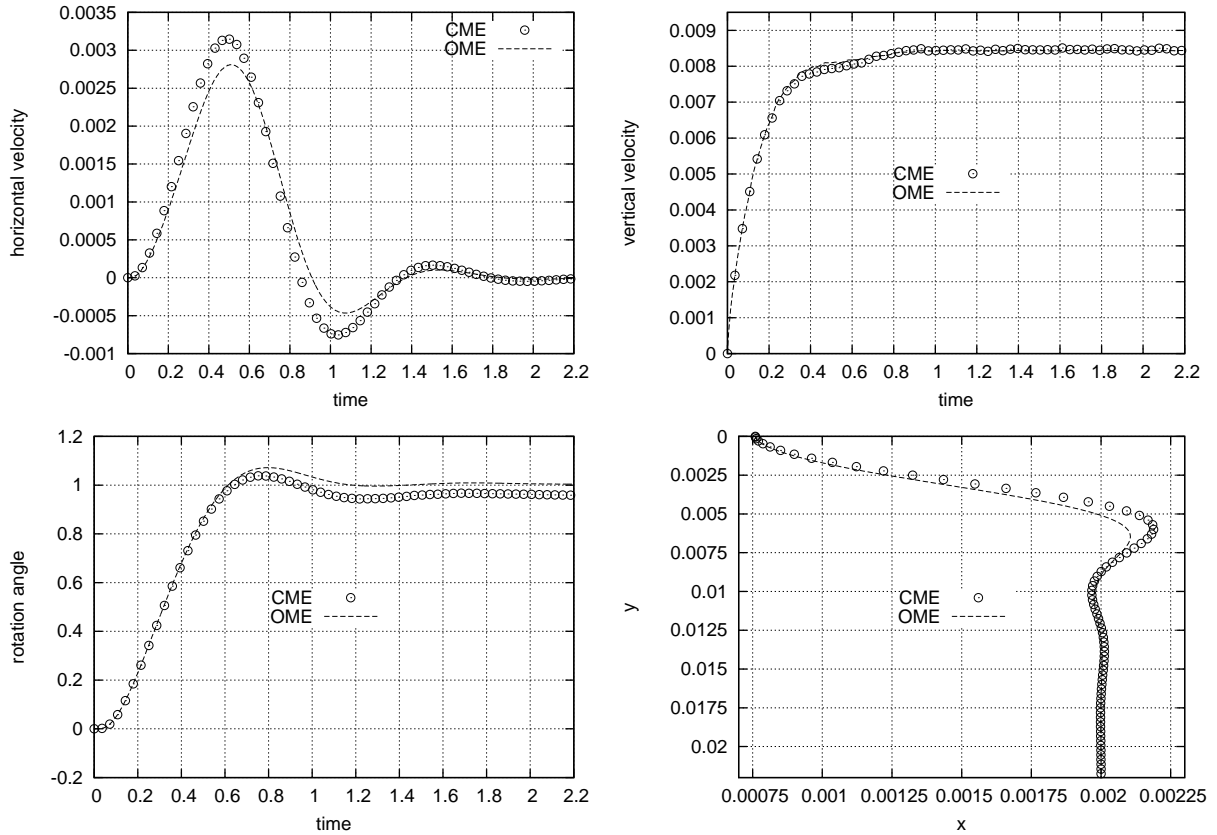 0.0035
0.003
0.0025
0.002
0.0015
0.001
0.0005
0
-0.0005
-0.001
0 0.2 0.4 0.6 0.8 1 1.2 1.4 1.6 1.8 2 2.2
horizontal velocity
time
CME
OME
0.009
0.008
0.007
0.006
0.005
0.004
0.003
0.002
0.001
0
0 0.2 0.4 0.6 0.8 1 1.2 1.4 1.6 1.8 2 2.2
vertical velocity
time
CME
OME
1.2
1
0.8
0.6
0.4
0.2
0
-0.2
0 0.2 0.4 0.6 0.8 1 1.2 1.4 1.6 1.8 2 2.2
rotation angle
time
CME
OME
0
0.0025
0.005
0.0075
0.01
0.0125
0.015
0.0175
0.02
0.00075 0.001 0.00125 0.0015 0.00175 0.002 0.00225
y
x
CME
OME